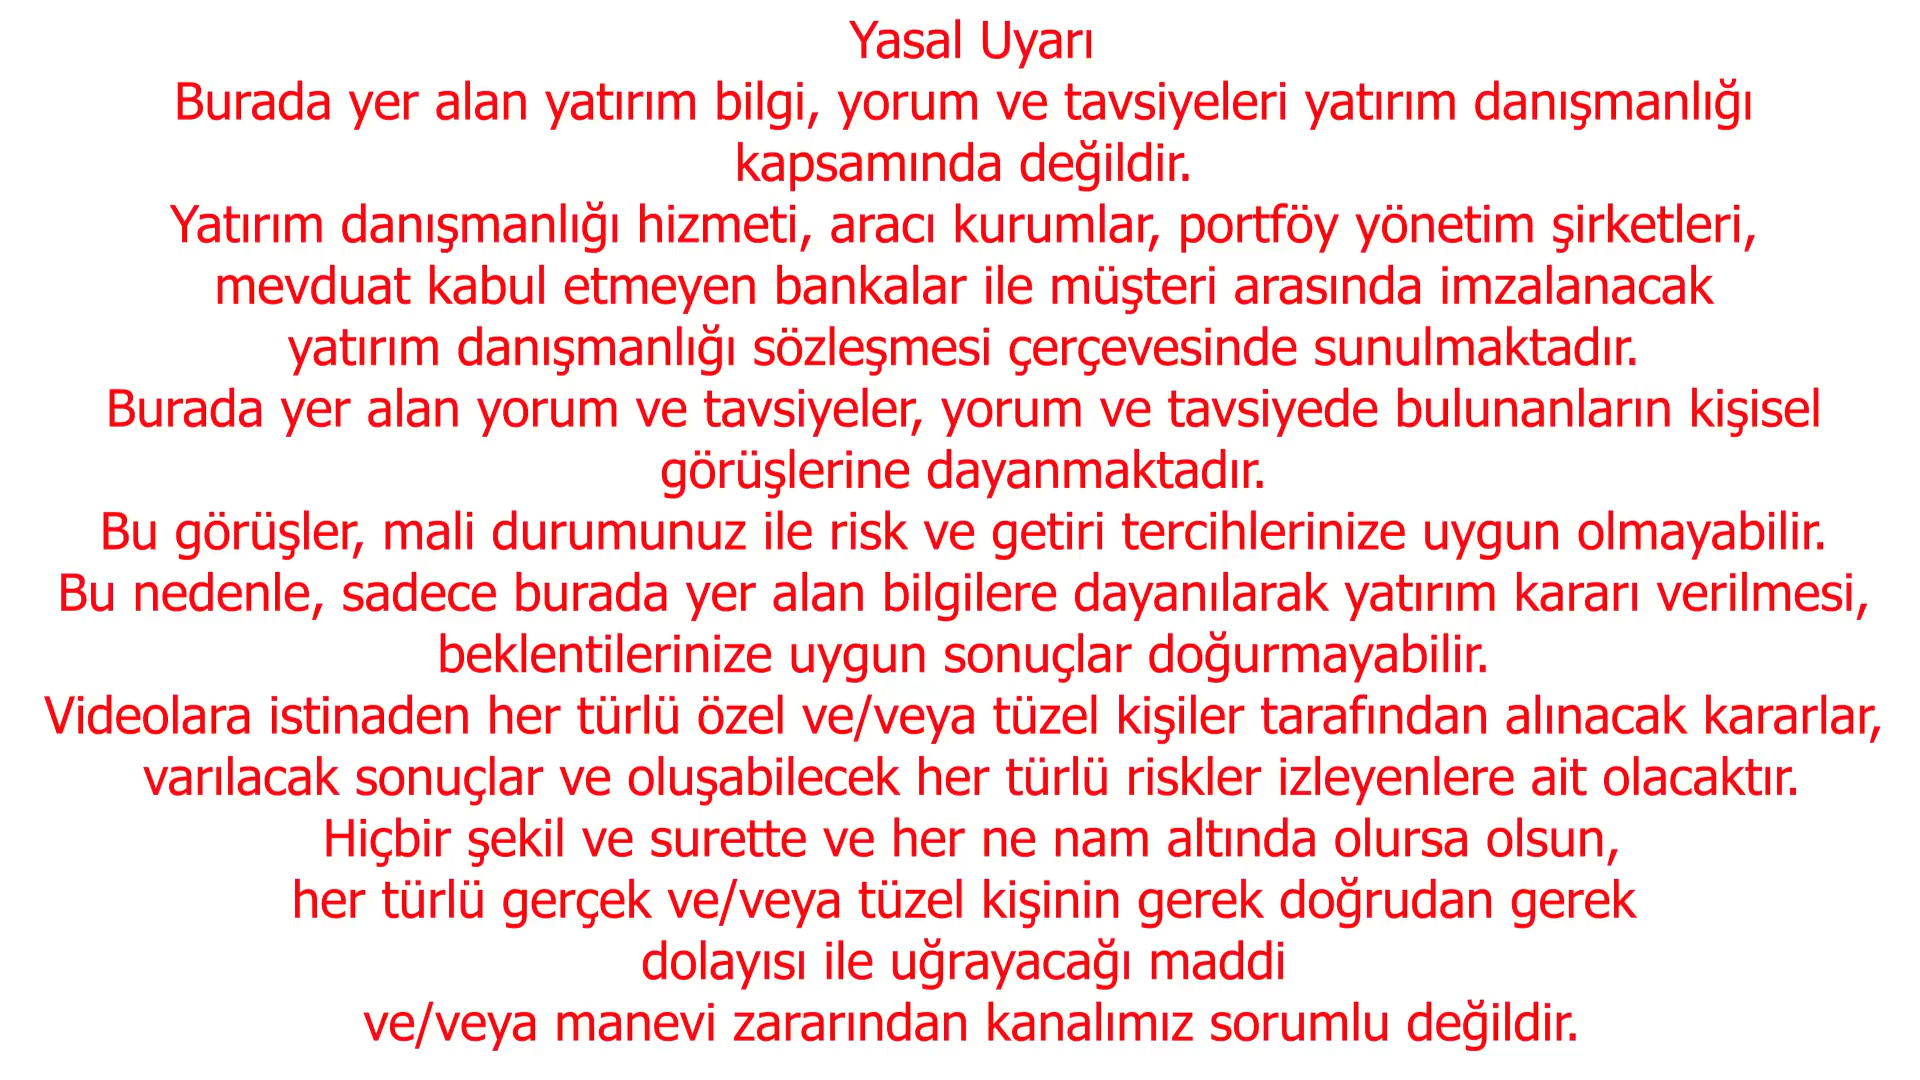 Yasal Uyarı
Burada yer alan yatırım bilgi, yorum ve tavsiyeleri yatırım danışmanlığı
kapsamında değildir.
Yatırım danışmanlığı hizmeti, aracı kurumlar, portföy yönetim şirketleri,
mevduat kabul etmeyen bankalar ile müşteri arasında imzalanacak
yatırım danışmanlığı sözleşmesi çerçevesinde sunulmaktadır.
Burada yer alan yorum ve tavsiyeler, yorum ve tavsiyede bulunanların kişisel
görüşlerine dayanmaktadır.
Bu görüşler, mali durumunuz ile risk ve getiri tercihlerinize uygun olmayabilir.
Bu nedenle, sadece burada yer alan bilgilere dayanılarak yatırım kararı verilmesi,
beklentilerinize uygun sonuçlar doğurmayabilir.
Videolara istinaden her türlü özel ve/veya tüzel kişiler tarafından alınacak kararlar,
varılacak sonuçlar ve oluşabilecek her türlü riskler izleyenlere ait olacaktır.
Hiçbir şekil ve surette ve her ne nam altında olursa olsun,
her türlü gerçek ve/veya tüzel kişinin gerek doğrudan gerek
dolayısı ile uğrayacağı maddi
ve/veya manevi zararından kanalımız sorumlu değildir.